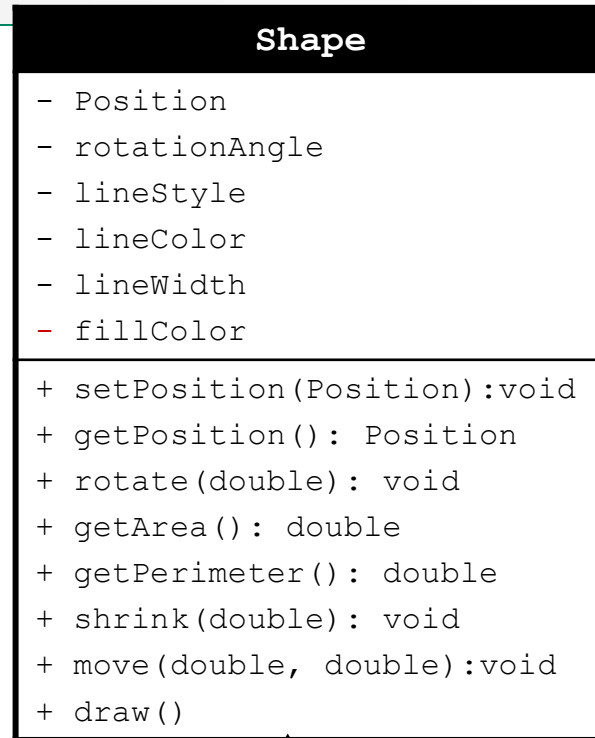 Shape
- Position
- rotationAngle
- lineStyle
- lineColor
- lineWidth
- fillColor
+ setPosition(Position):void
+ getPosition(): Position
+ rotate(double): void
+ getArea(): double
+ getPerimeter(): double
+ shrink(double): void
+ move(double, double):void
+ draw()